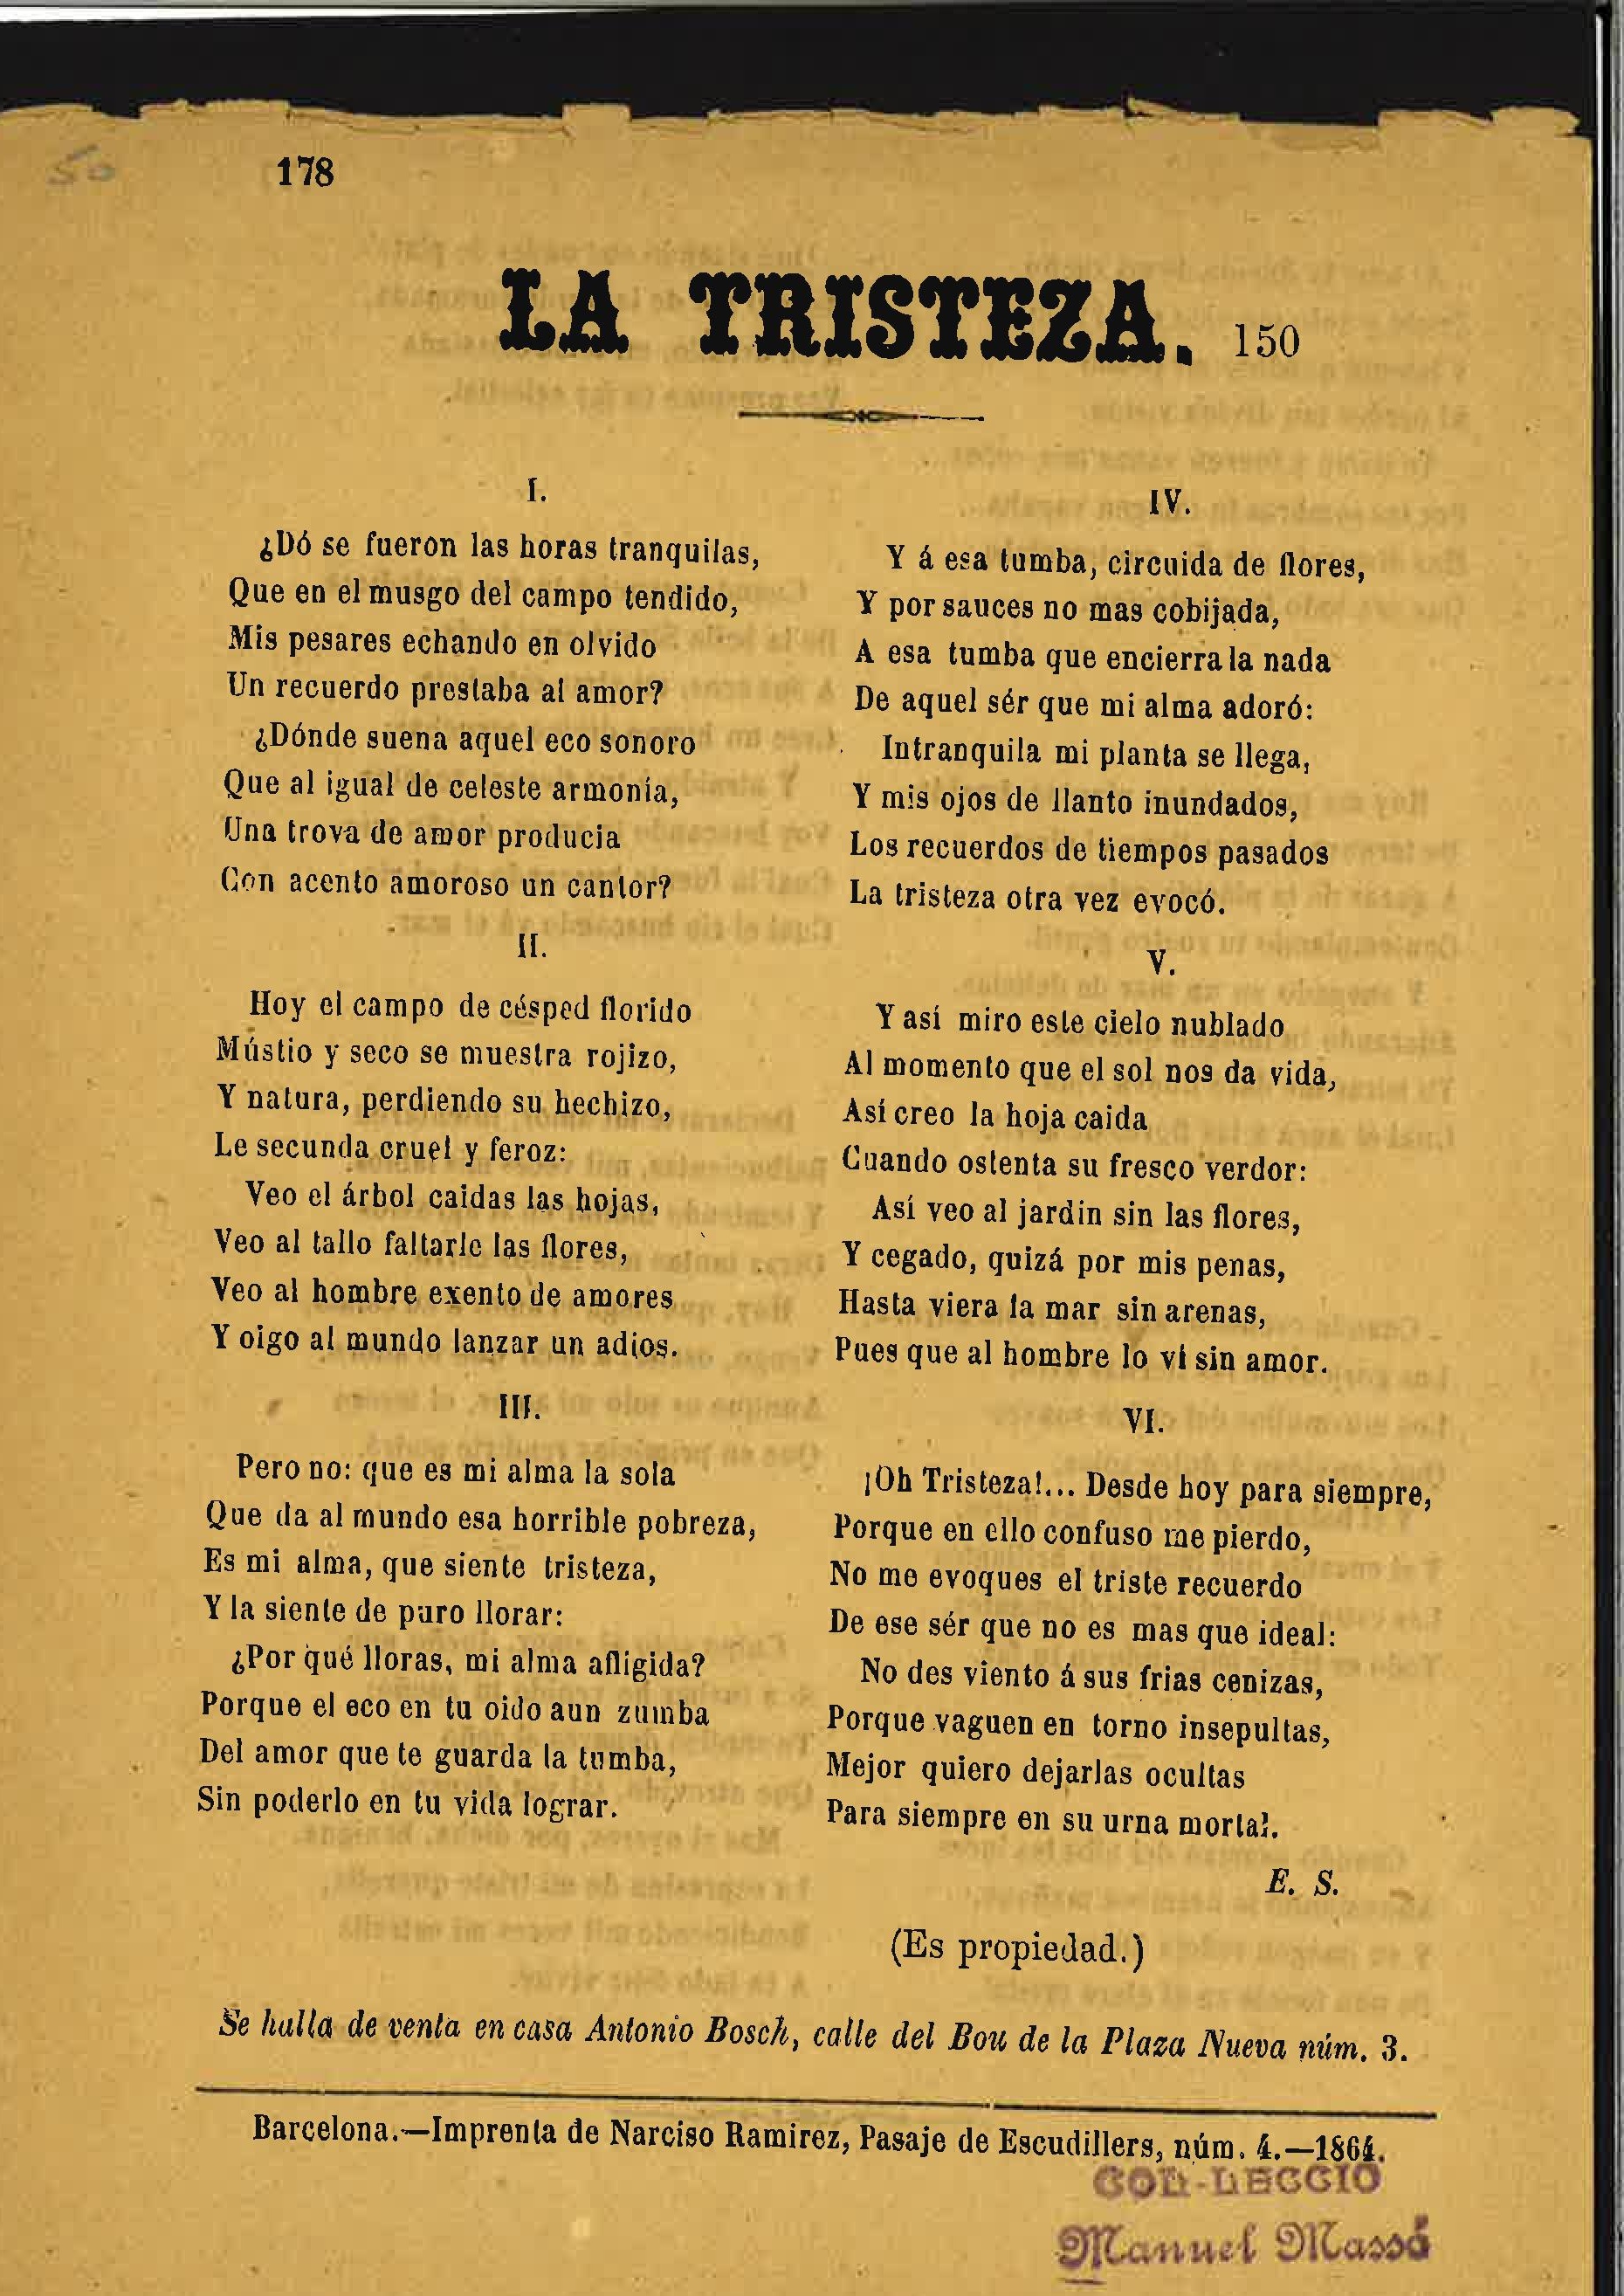 50
178
LA TRISTEZA. 150
I.
¿Dó se fueron las horas tranquilas,
Que en el musgo del campo tendido,
Mis pesares echando en olvido
Un recuerdo prestaba al amor?
¿Dónde suena aquel eco sonoro
Que al igual de celeste armonía,
Una trova de amor producia
Con acento amoroso un cantor?
II.
Hoy el campo de césped florido
Mústio y seco se muestra rojizo,
Y natura, perdiendo su hechizo,
Le secunda cruel y feroz:
Veo el árbol caidas las hojas,
Veo al tallo faltarle las flores,
Veo al hombre exento de amores
Y oigo al mundo lanzar un adios.
III.
Pero no: que es mi alma la sola
Que da al mundo esa horrible pobreza,
Es mi alma, que siente tristeza,
Y la siente de puro llorar:
¿Por qué lloras, mi alma afligida?
Porque el eco en tu oido aun zumba
Del amor que te guarda la tumba,
Sin poderlo en tu vida lograr.
IV.
Y á esa tumba, circuida de flores,
Y por sauces no mas cobijada,
A esa tumba que encierra la nada
De aquel sér que mi alma adoró:
Intranquila mi planta se llega,
Y mis ojos de llanto inundados,
Los recuerdos de tiempos pasados
La tristeza otra vez evocó.
V.
Y así miro este cielo nublado
Al momento que el sol nos da vida,
Así creo la hoja caida
Cuando ostenta su fresco verdor:
Así veo al jardin sin las flores,
Y cegado, quizá por mis penas,
Hasta viera la mar sin arenas,
Pues que al hombre lo vi sin amor.
VI.
¡Oh Tristeza!... Desde hoy para siempre,
Porque en ello confuso me pierdo,
No me evoques el triste recuerdo
De ese sér que no es mas que ideal:
No des viento á sus frias cenizas,
Porque vaguen en torno insepultas,
Mejor quiero dejarlas ocultas
Para siempre en su urna mortal.
E. S.
(Es propiedad.)
Se halla de venta en casa Antonio Bosch, calle del Bou de la Plaza Nueva núm. 3.
Barcelona.—Imprenta de Narciso Ramirez, Pasaje de Escudillers, núm. 4.—1864.
COL·LECCIÓ
Manuel Massó